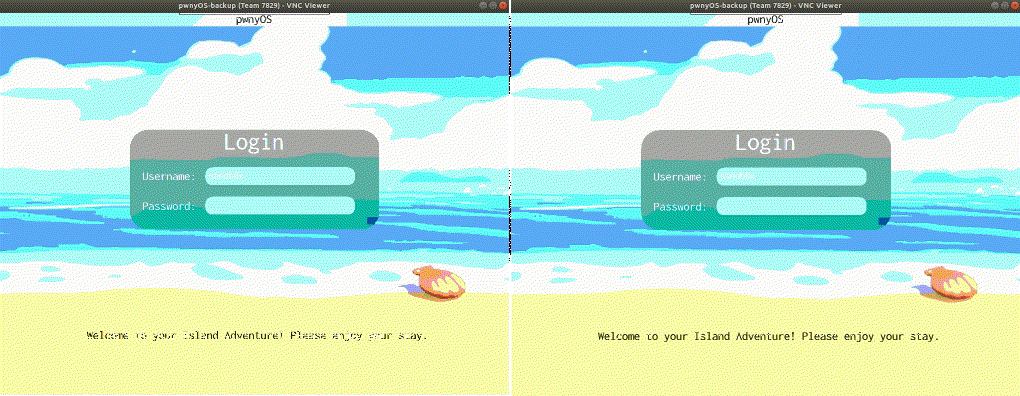 pwnyOS-backup (Team 7829) - VNC Viewer
pwnyOS
Login
Username:
Password:
Welcome to your Island Adventure! Please enjoy your stay.
pwnyOS-backup (Team 7829) - VNC Viewer
pwnyOS
Login
Username:
Password:
Welcome to your Island Adventure! Please enjoy your stay.